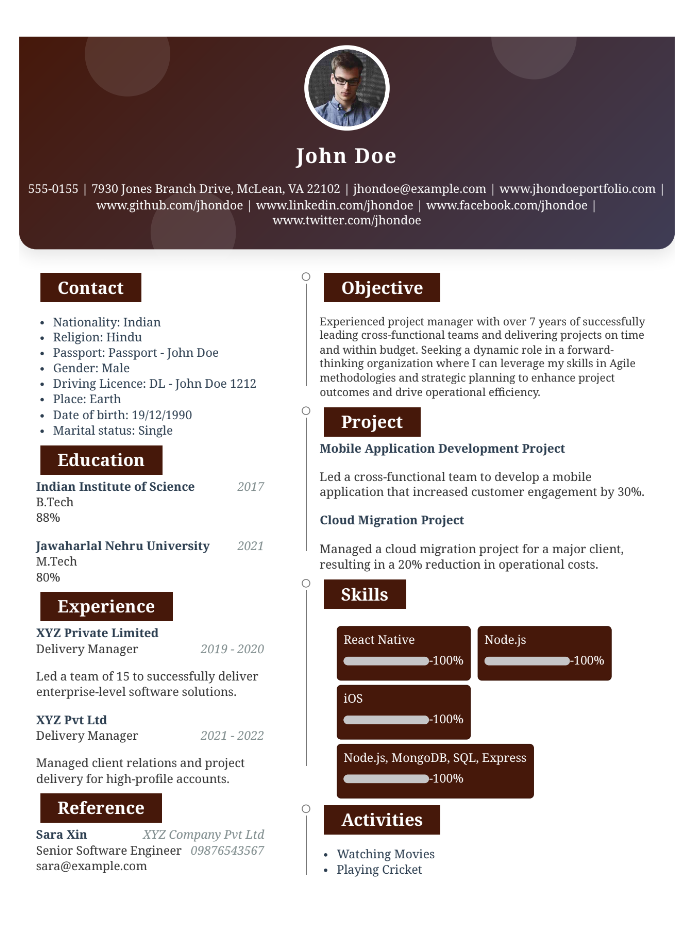 John Doe
555-0155 | 7930 Jones Branch Drive, McLean, VA 22102 | jhondoe@example.com | www.jhondoeportfolio.com |
www.github.com/jhondoe | www.linkedin.com/jhondoe | www.facebook.com/jhondoe |
www.twitter.com/jhondoe
Contact
• Nationality: Indian
• Religion: Hindu
• Passport: Passport - John Doe
• Gender: Male
• Driving Licence: DL - John Doe 1212
• Place: Earth
• Date of birth: 19/12/1990
• Marital status: Single
Education
Indian Institute of Science 2017
B.Tech
88%
Jawaharlal Nehru University 2021
M.Tech
80%
Experience
XYZ Private Limited
Delivery Manager 2019 - 2020
Led a team of 15 to successfully deliver
enterprise-level software solutions.
XYZ Pvt Ltd
Delivery Manager 2021 - 2022
Managed client relations and project
delivery for high-profile accounts.
Reference
Sara Xin XYZ Company Pvt Ltd
Senior Software Engineer 09876543567
sara@example.com
Objective
Experienced project manager with over 7 years of successfully
leading cross-functional teams and delivering projects on time
and within budget. Seeking a dynamic role in a forward-
thinking organization where I can leverage my skills in Agile
methodologies and strategic planning to enhance project
outcomes and drive operational efficiency.
Project
Mobile Application Development Project
Led a cross-functional team to develop a mobile
application that increased customer engagement by 30%.
Cloud Migration Project
Managed a cloud migration project for a major client,
resulting in a 20% reduction in operational costs.
Skills
React Native
-100%
Node.js
-100%
iOS
-100%
Node.js, MongoDB, SQL, Express
-100%
Activities
• Watching Movies
• Playing Cricket